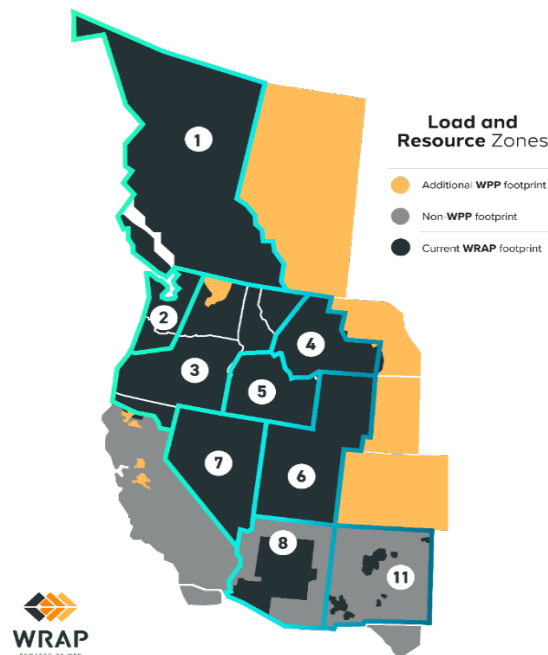 Load and
Resource Zones
Additional WPP footprint
Non-WPP footprint
Current WRAP footprint
1
2
3
4
5
6
7
8
11
WRAP